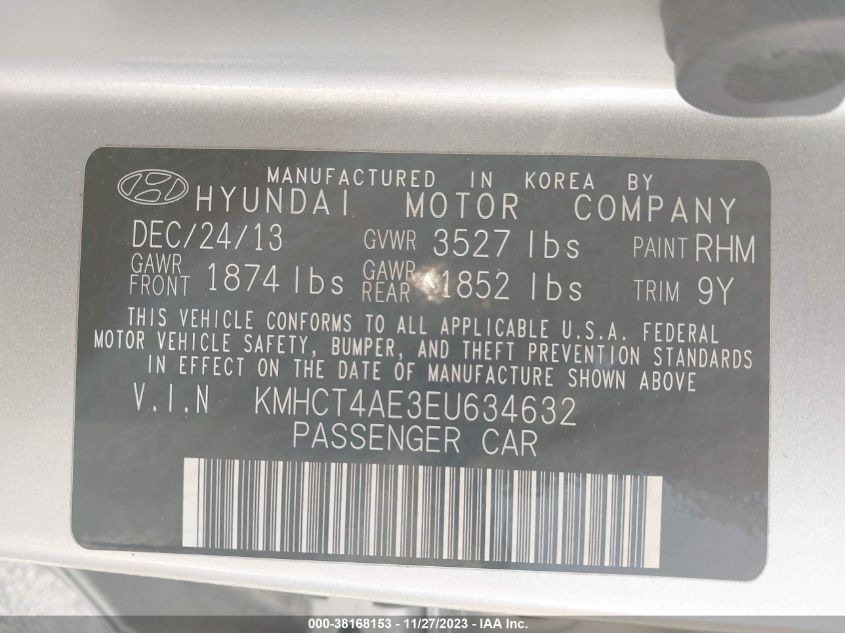 MANUFACTURED IN KOREA BY
HYUNDAI MOTOR COMPANY
DEC/24/13 GVWR 3527 lbs PAINT RHM
GAWR FRONT 1874 lbs GAWR REAR 1852 lbs TRIM 9Y
THIS VEHICLE CONFORMS TO ALL APPLICABLE U.S.A. FEDERAL
MOTOR VEHICLE SAFETY, BUMPER, AND THEFT PREVENTION STANDARDS
IN EFFECT ON THE DATE OF MANUFACTURE SHOWN ABOVE
V.I.N KMHCT4AE3EU634632
PASSENGER CAR
000-38168153 — 11/27/2023 — IAA Inc.